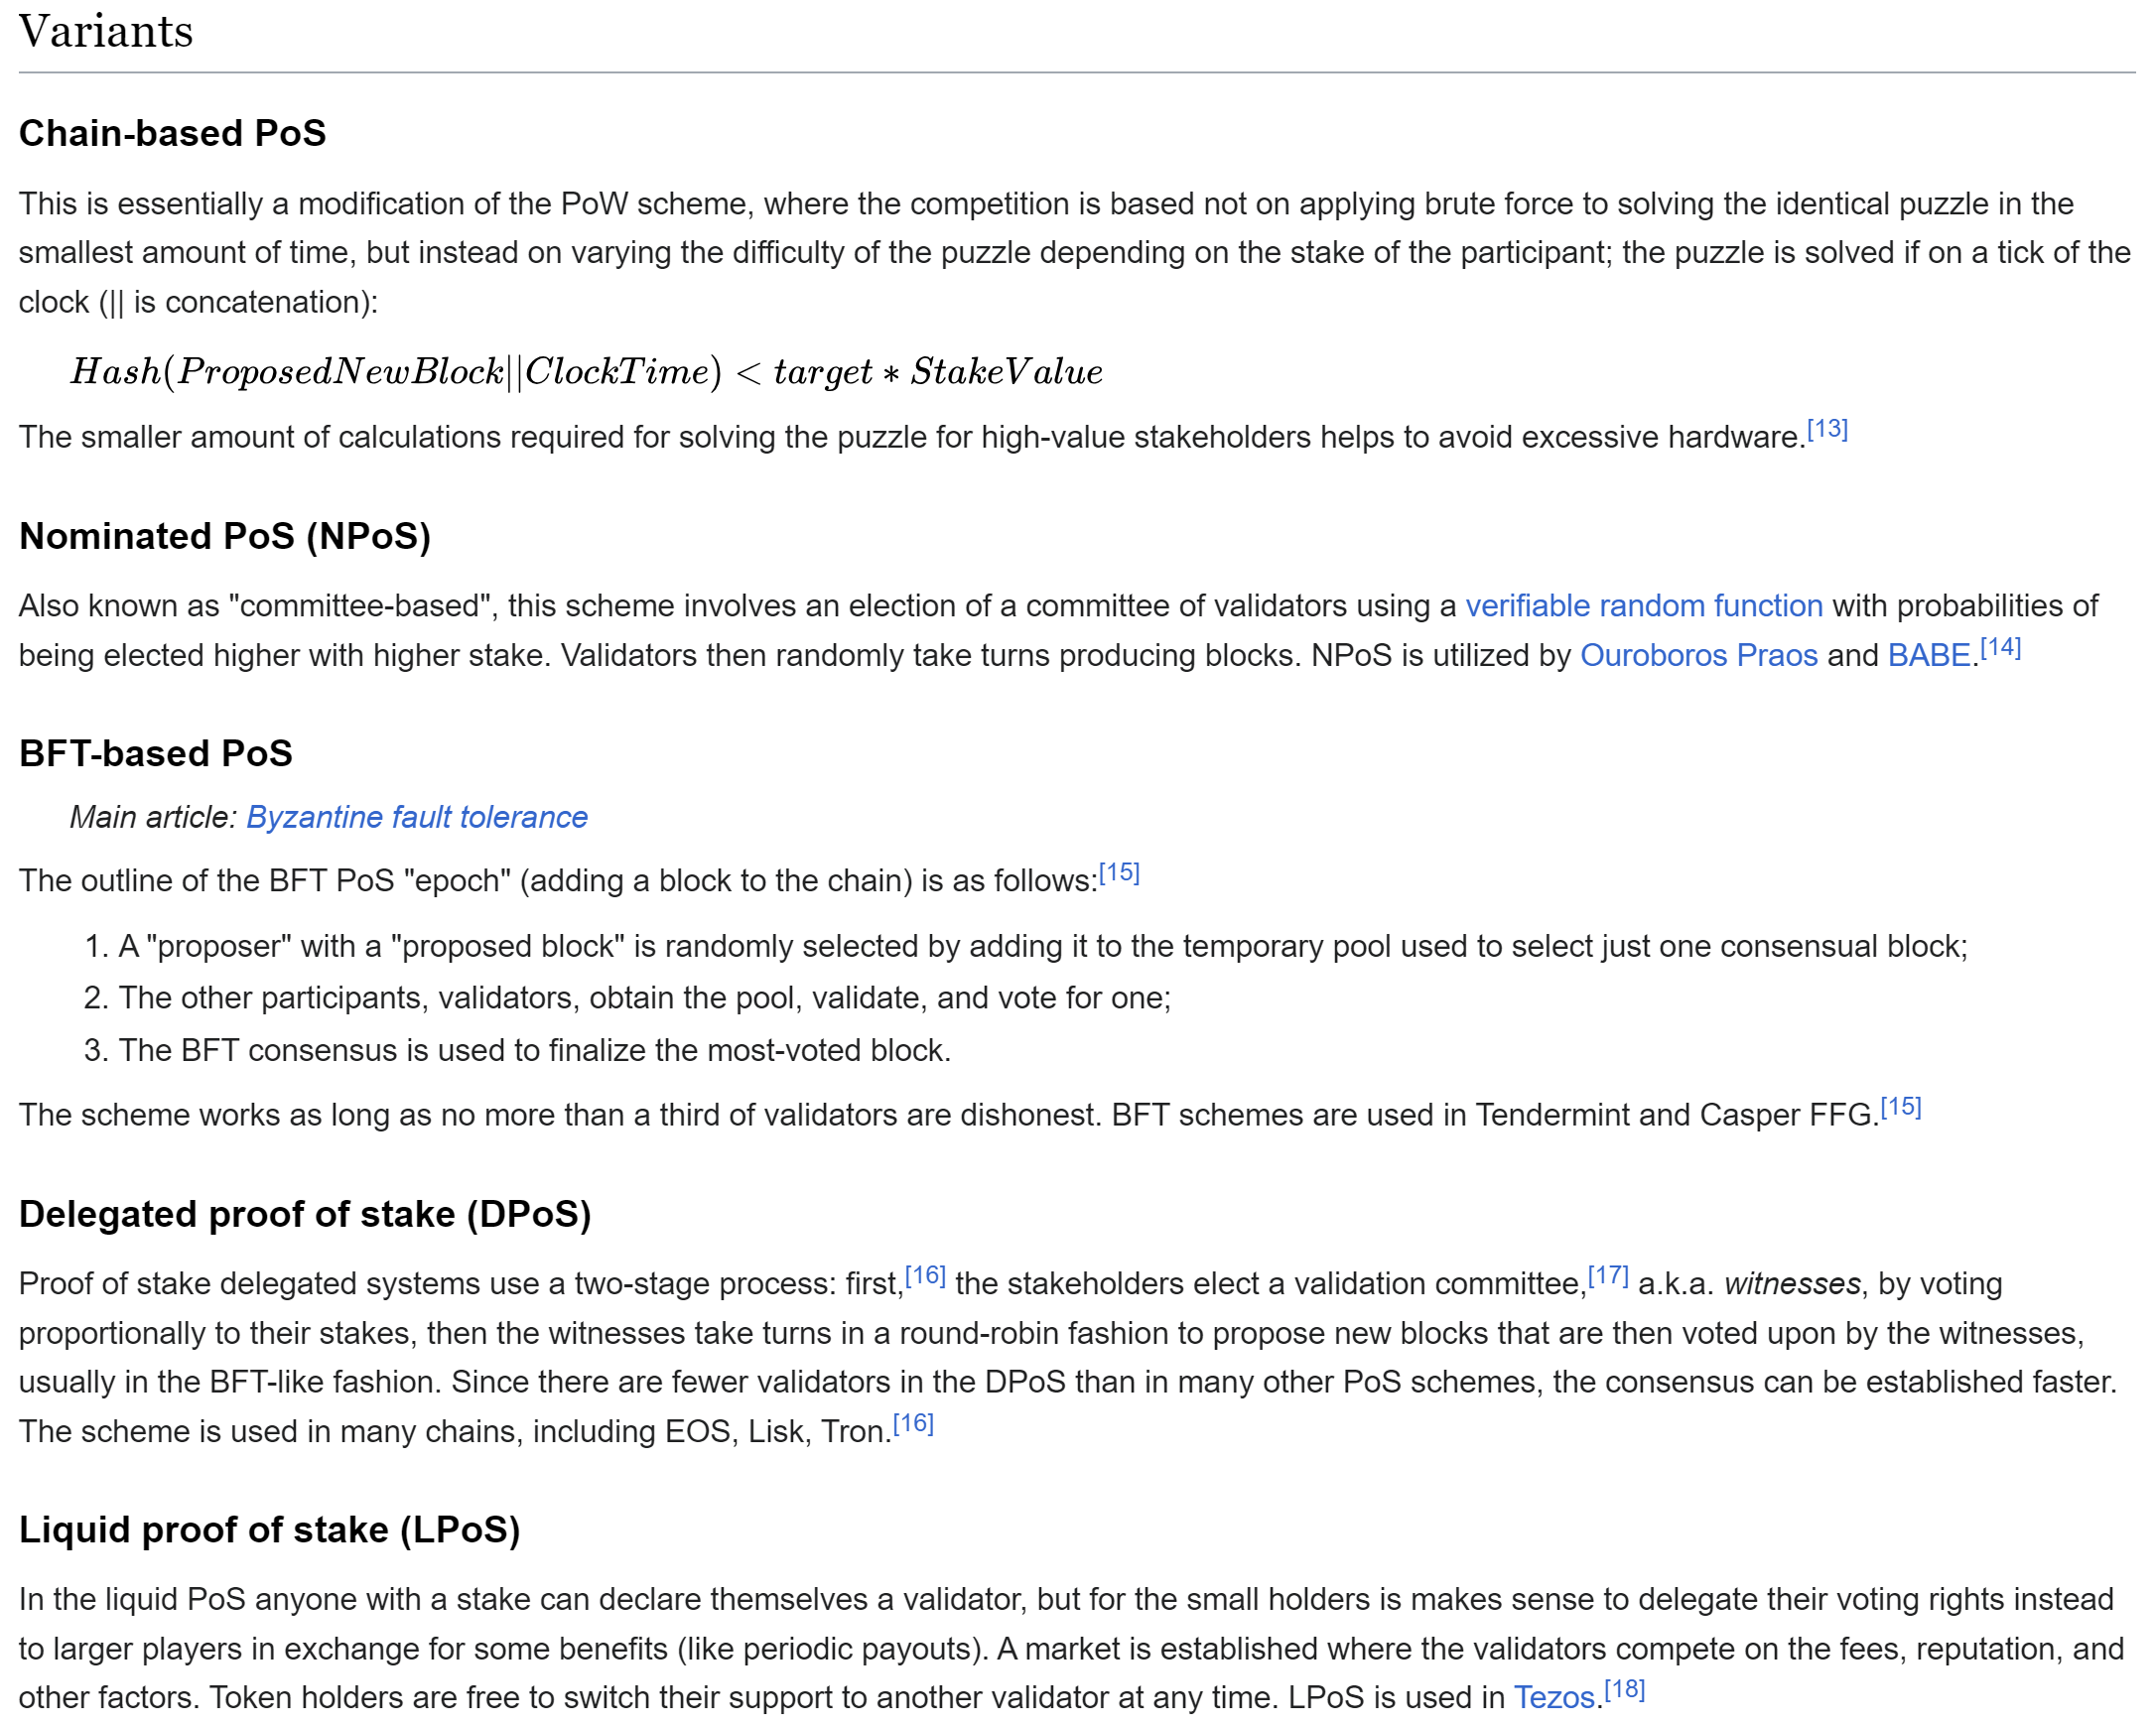 Variants
Chain-based PoS
This is essentially a modification of the PoW scheme, where the competition is based not on applying brute force to solving the identical puzzle in the
smallest amount of time, but instead on varying the difficulty of the puzzle depending on the stake of the participant; the puzzle is solved if on a tick of the
clock (|| is concatenation):
Hash(ProposedNewBlock||ClockTime) < target * StakeValue
The smaller amount of calculations required for solving the puzzle for high-value stakeholders helps to avoid excessive hardware.[13]
Nominated PoS (NPoS)
Also known as "committee-based", this scheme involves an election of a committee of validators using a verifiable random function with probabilities of
being elected higher with higher stake. Validators then randomly take turns producing blocks. NPoS is utilized by Ouroboros Praos and BABE.[14]
BFT-based PoS
Main article: Byzantine fault tolerance
The outline of the BFT PoS "epoch" (adding a block to the chain) is as follows:[15]
1. A "proposer" with a "proposed block" is randomly selected by adding it to the temporary pool used to select just one consensual block;
2. The other participants, validators, obtain the pool, validate, and vote for one;
3. The BFT consensus is used to finalize the most-voted block.
The scheme works as long as no more than a third of validators are dishonest. BFT schemes are used in Tendermint and Casper FFG.[15]
Delegated proof of stake (DPoS)
Proof of stake delegated systems use a two-stage process: first,[16] the stakeholders elect a validation committee,[17] a.k.a. witnesses, by voting
proportionally to their stakes, then the witnesses take turns in a round-robin fashion to propose new blocks that are then voted upon by the witnesses,
usually in the BFT-like fashion. Since there are fewer validators in the DPoS than in many other PoS schemes, the consensus can be established faster.
The scheme is used in many chains, including EOS, Lisk, Tron.[16]
Liquid proof of stake (LPoS)
In the liquid PoS anyone with a stake can declare themselves a validator, but for the small holders is makes sense to delegate their voting rights instead
to larger players in exchange for some benefits (like periodic payouts). A market is established where the validators compete on the fees, reputation, and
other factors. Token holders are free to switch their support to another validator at any time. LPoS is used in Tezos.[18]